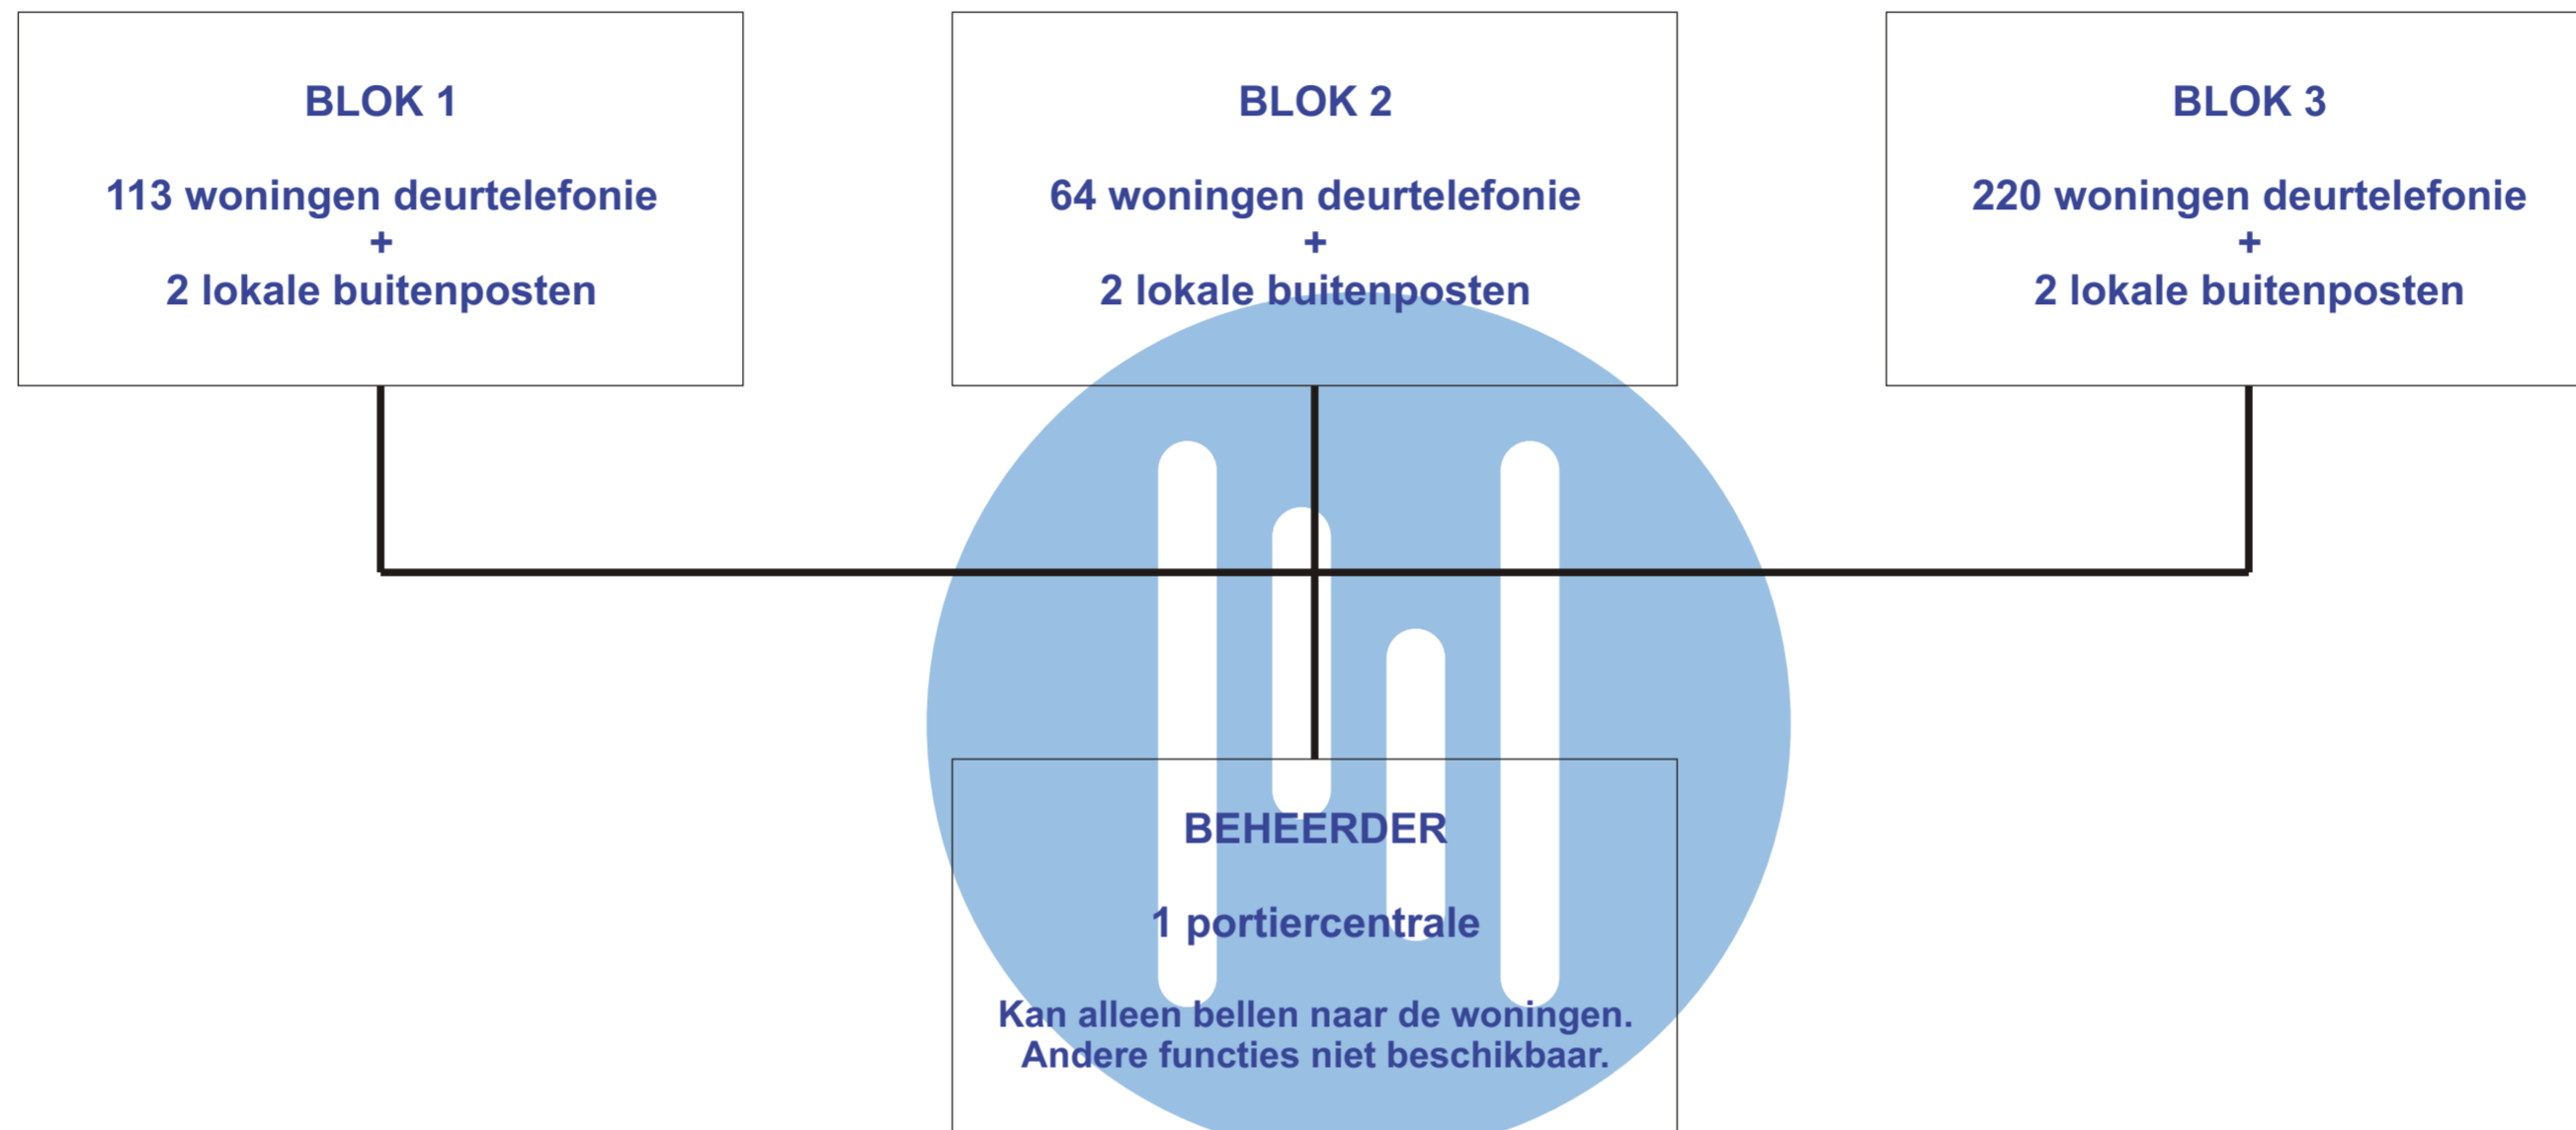 BLOK 1
113 woningen deurtelefonie
+
2 lokale buitenposten
BLOK 2
64 woningen deurtelefonie
+
2 lokale buitenposten
BLOK 3
220 woningen deurtelefonie
+
2 lokale buitenposten
BEHEERDER
1 portiercentrale
Kan alleen bellen naar de woningen.
Andere functies niet beschikbaar.